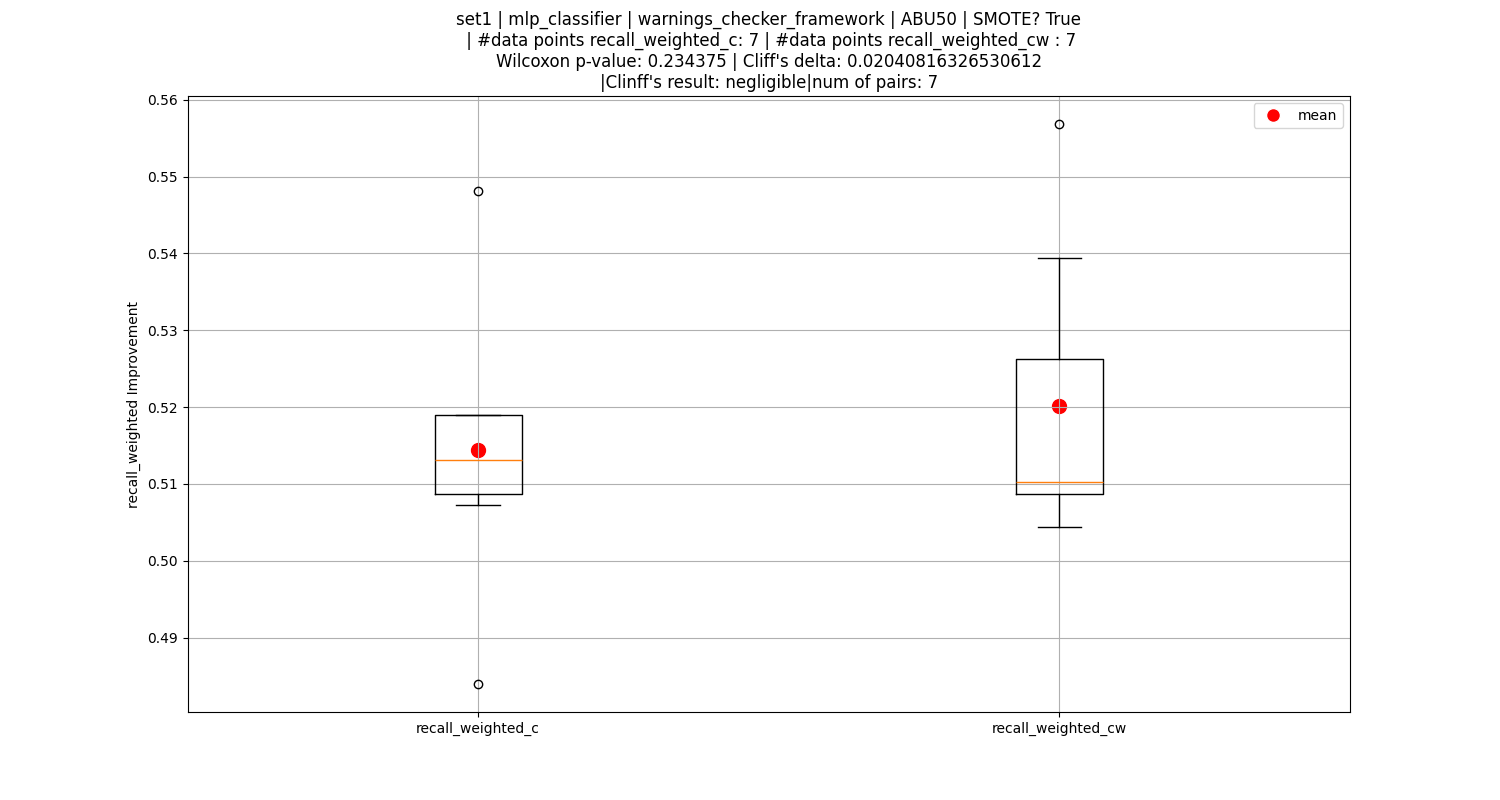 set1 | mlp_classifier | warnings_checker_framework | ABU50 | SMOTE? True
| #data points recall_weighted_c: 7 | #data points recall_weighted_cw : 7
Wilcoxon p-value: 0.234375 | Cliff's delta: 0.02040816326530612
|Clinff's result: negligible|num of pairs: 7
mean
recall_weighted Improvement
0.56
0.55
0.54
0.53
0.52
0.51
0.50
0.49
recall_weighted_c
recall_weighted_cw